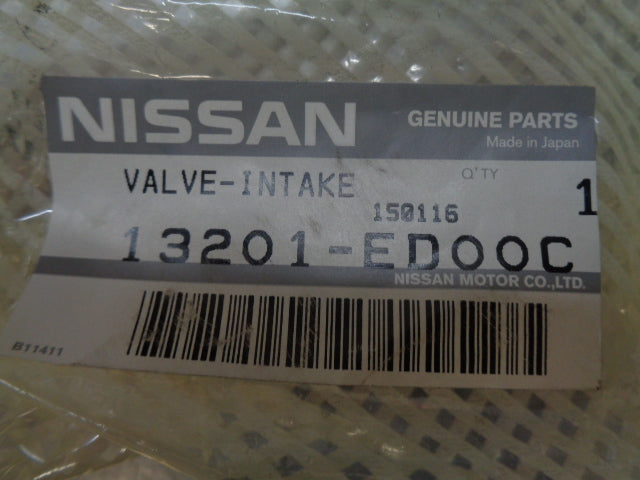 NISSAN
GENUINE PARTS
Made in Japan
VALVE-INTAKE
Q'TY
150116
1
13201-ED00C
NISSAN MOTOR CO.,LTD.
B11411